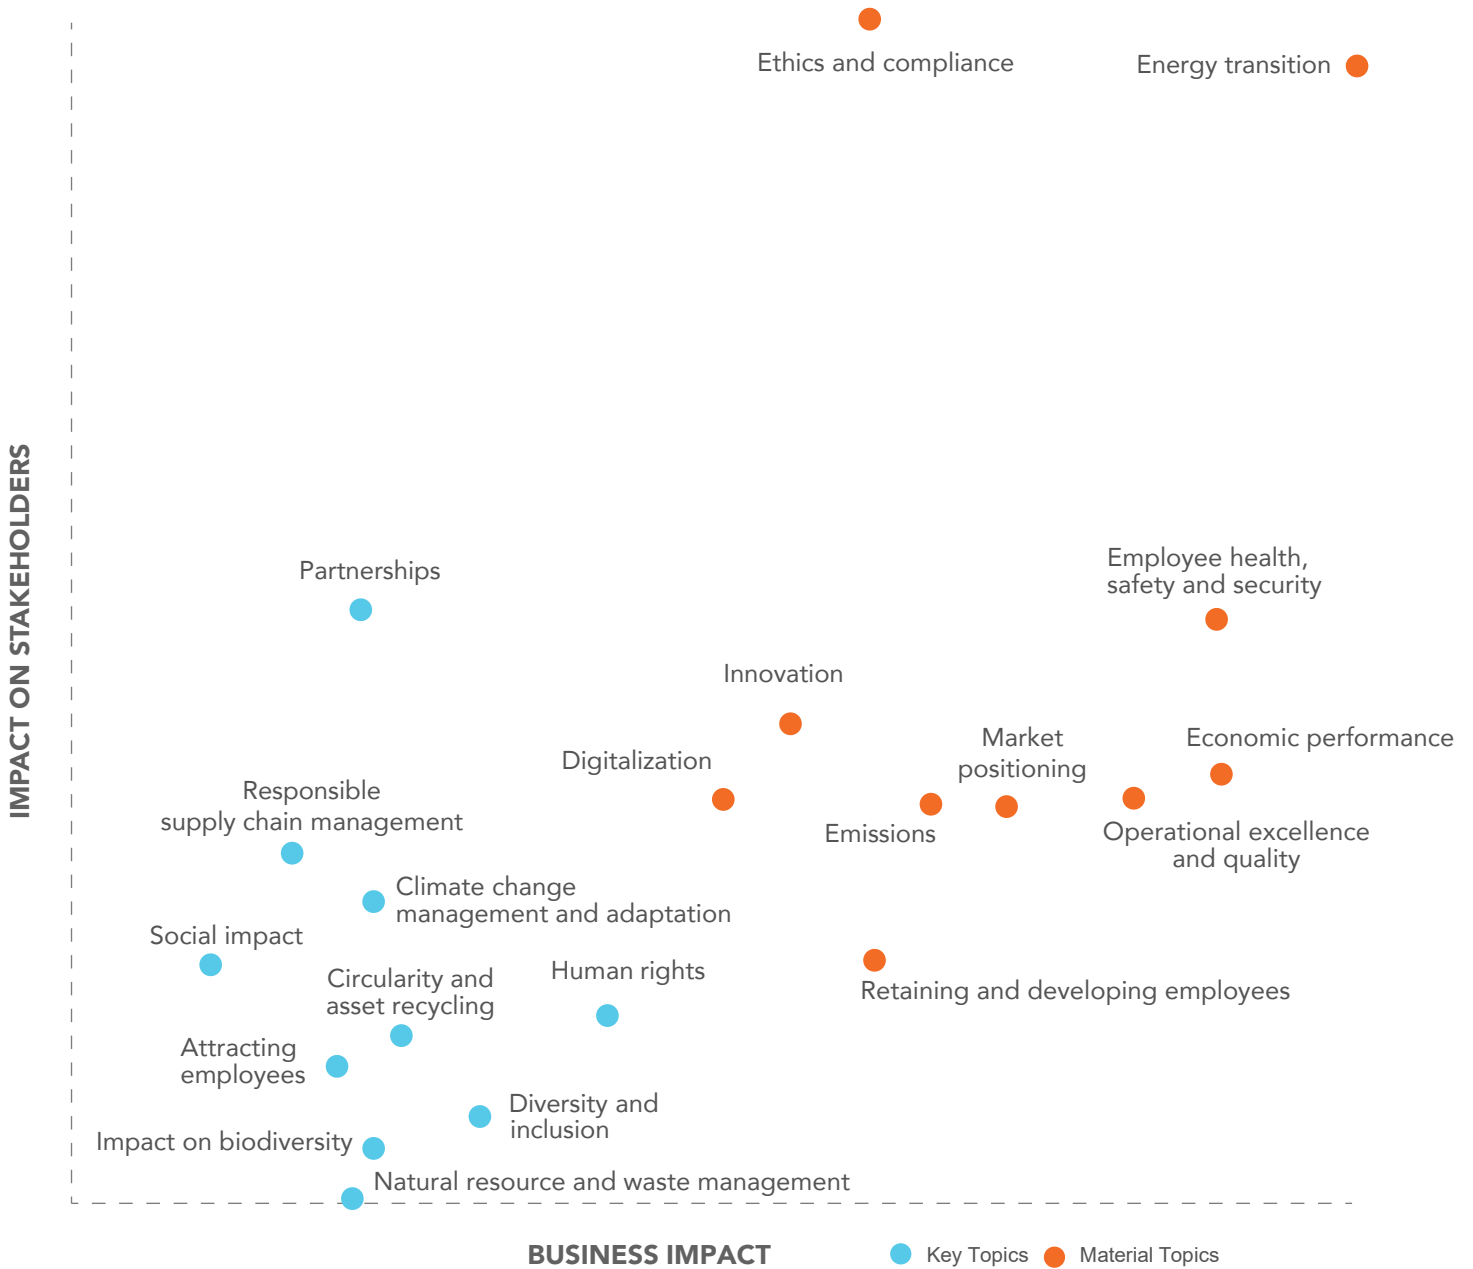 Ethics and compliance
Energy transition
IMPACT ON STAKEHOLDERS
Partnerships
Employee health,
safety and security
Innovation
Digitalization
Market
positioning
Economic performance
Responsible
supply chain management
Emissions
Operational excellence
and quality
Climate change
management and adaptation
Social impact
Circularity and
asset recycling
Human rights
Retaining and developing employees
Attracting
employees
Diversity and
inclusion
Impact on biodiversity
Natural resource and waste management
BUSINESS IMPACT
Key Topics
Material Topics